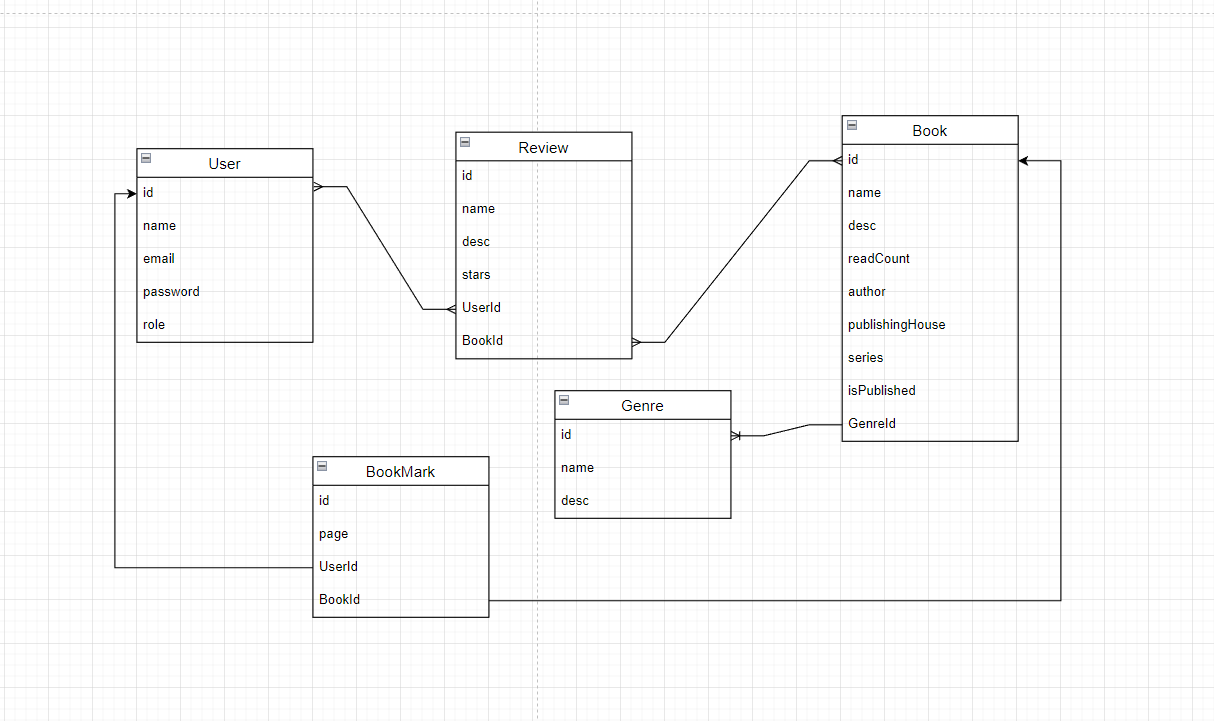 User
id
name
email
password
role
Review
id
name
desc
stars
UserId
BookId
Book
id
name
desc
readCount
author
publishingHouse
series
isPublished
GenreId
Genre
id
name
desc
BookMark
id
page
UserId
BookId